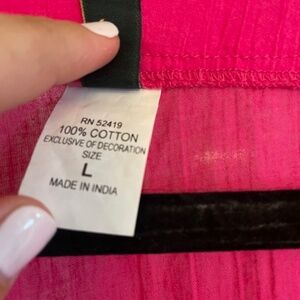 RN 52419
100% COTTON
EXCLUSIVE OF DECORATION
SIZE
L
MADE IN INDIA